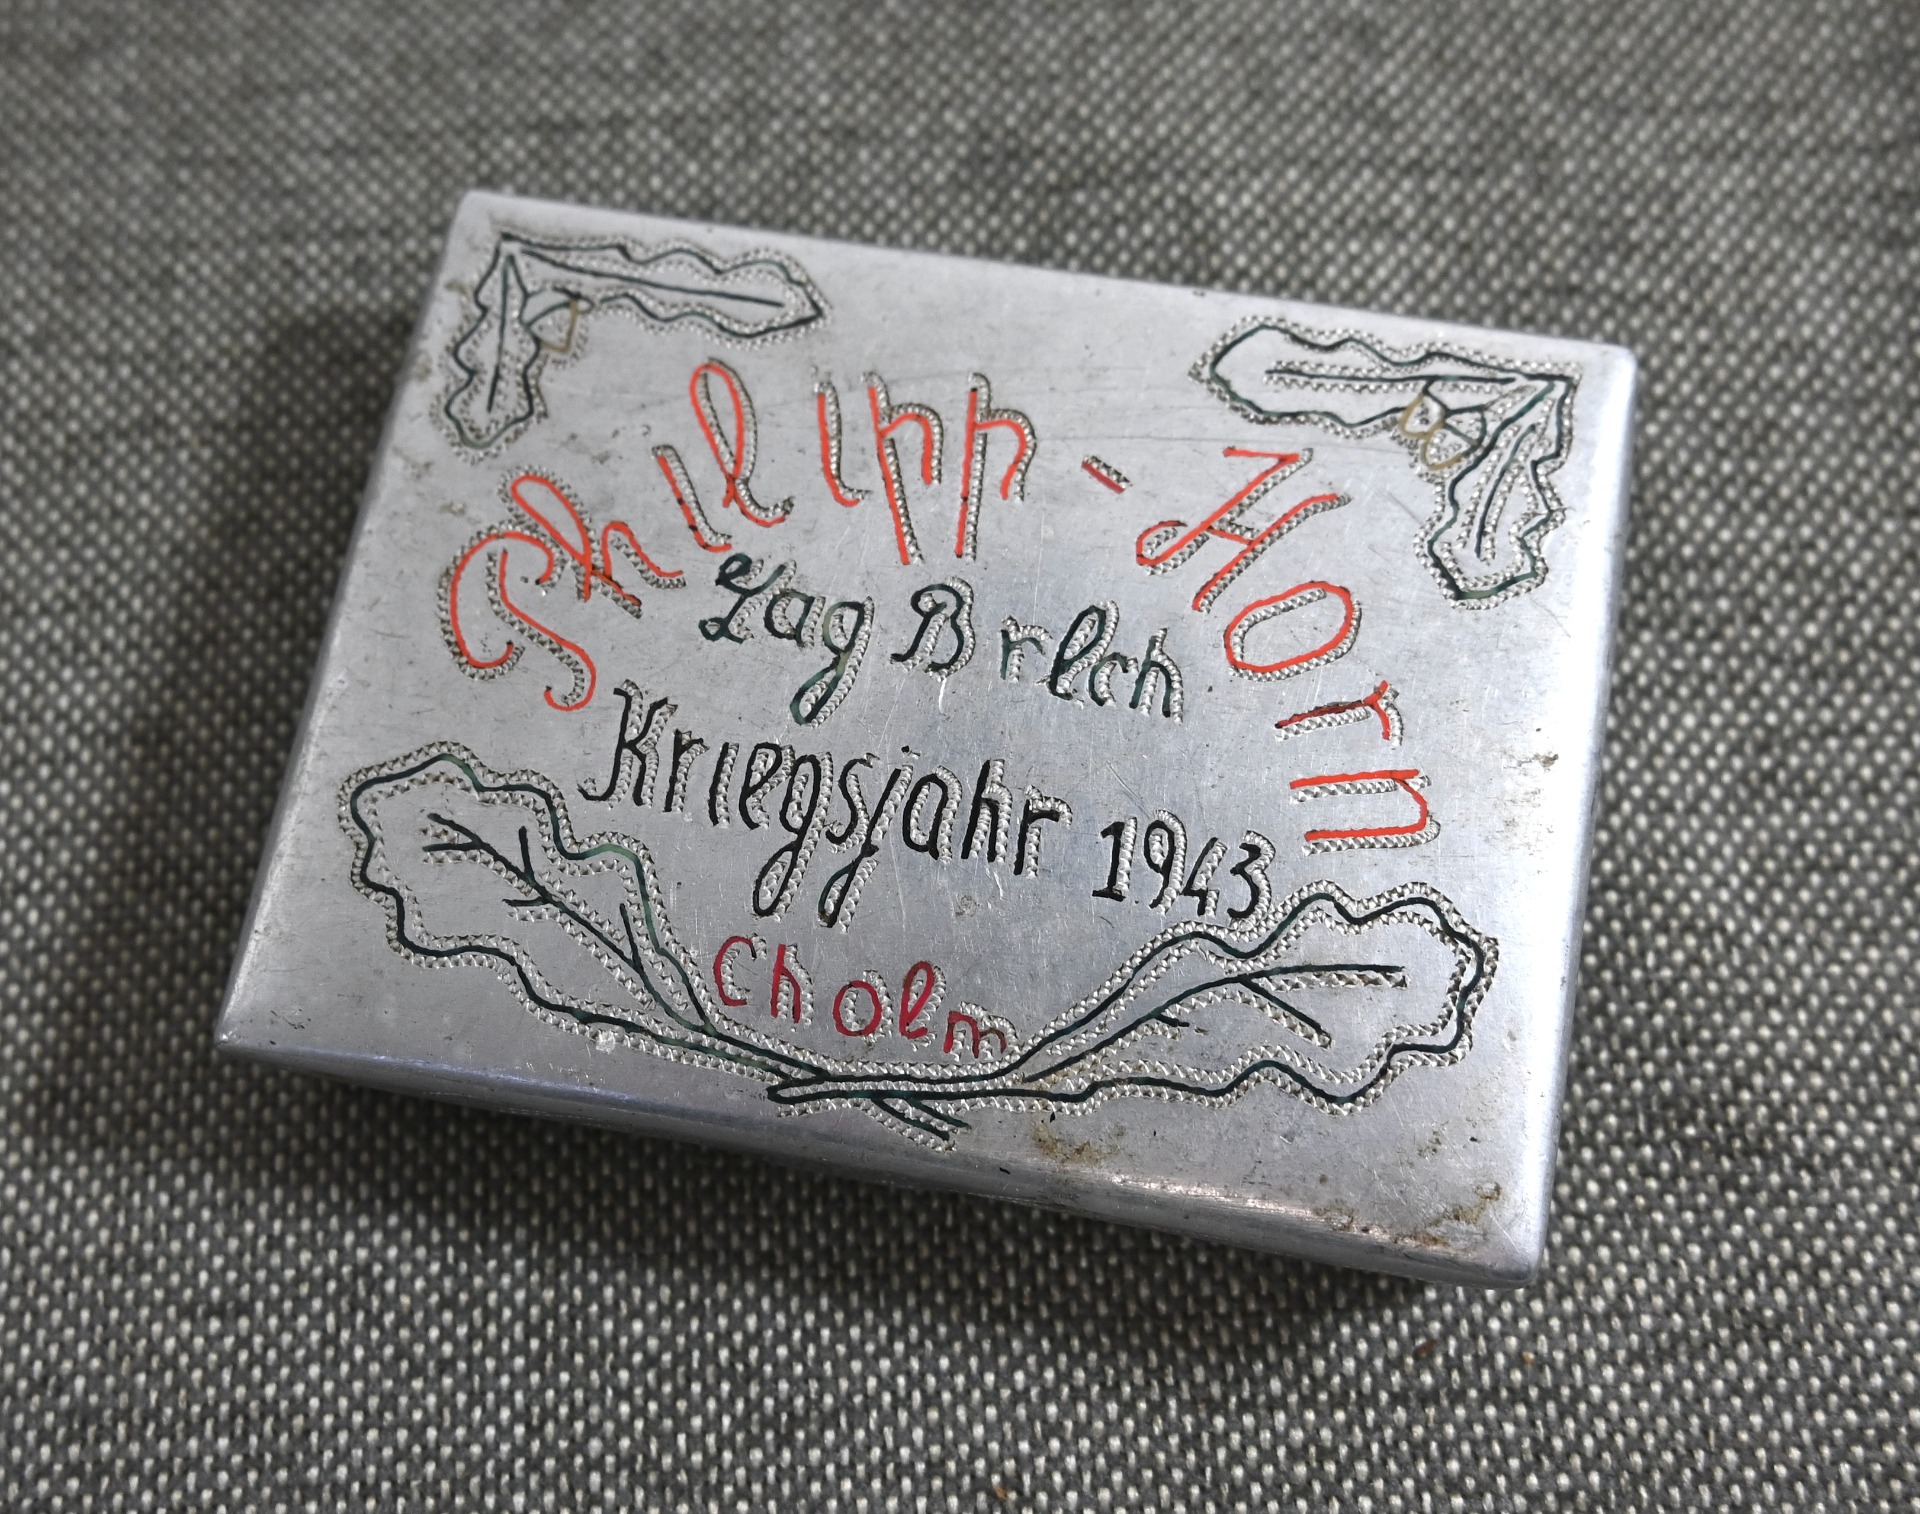 Philipp - Horn
Lag Brlch
Kriegsjahr 1943
Cholm